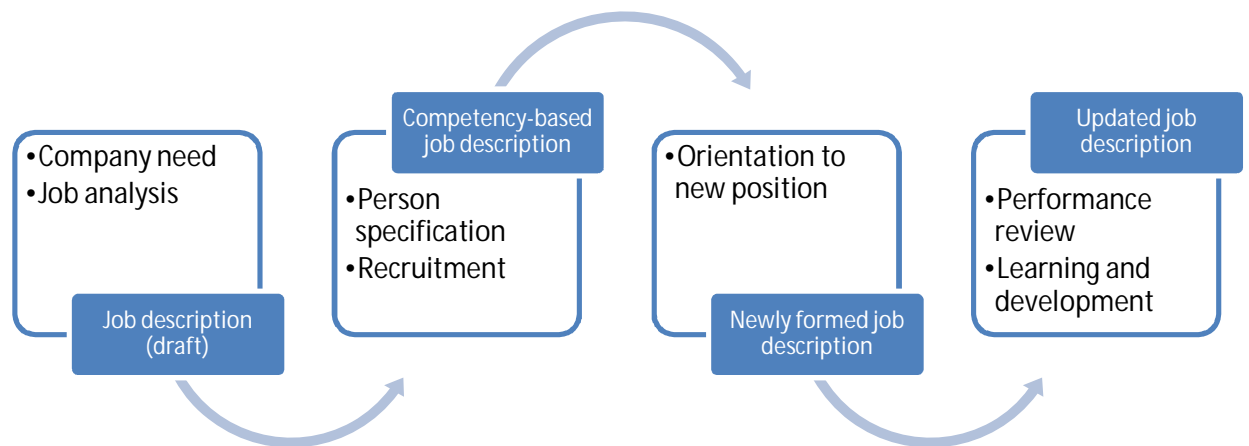 •Company need
•Job analysis
Job description
(draft)
Competency-based
job description
•Person
specification
•Recruitment
•Orientation to
new position
Newly formed job
description
Updated job
description
•Performance
review
•Learning and
development